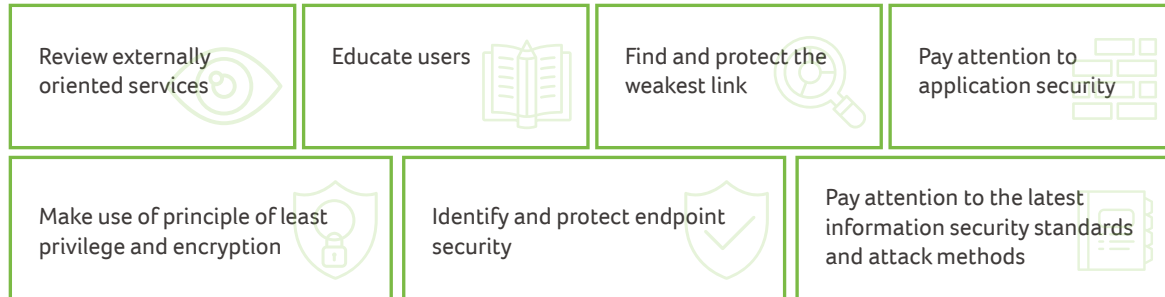 Review externally
oriented services
Educate users
Find and protect the
weakest link
Pay attention to
application security
Make use of principle of least
privilege and encryption
Identify and protect endpoint
security
Pay attention to the latest
information security standards
and attack methods